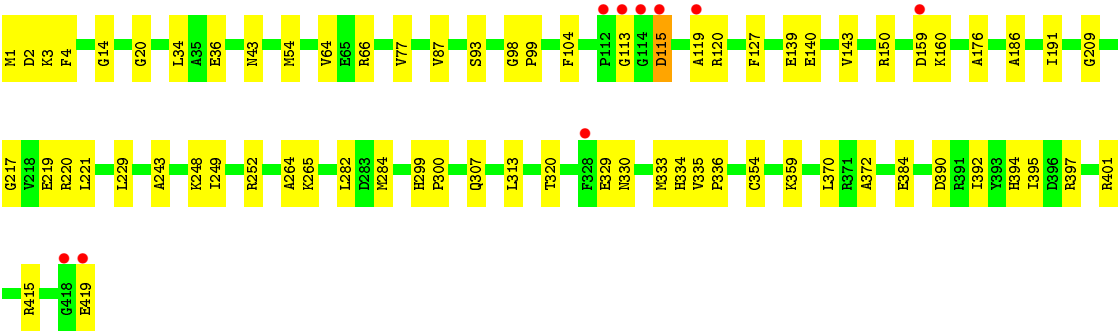 M1 D2 K3 F4 G14 G20 L34 A35 E36 N43 M54 V64 E65 R66 V77 V87 S93 G98 P99 F104 P112 G113 G114 D115 A119 R120 F127 E139 E140 V143 R150 D159 K160 A176 A186 I191 G209
G217 V218 E219 R220 L221 L229 A243 K248 I249 R252 A264 K265 L282 D283 M284 H299 P300 Q307 L313 T320 F328 E329 N330 M333 H334 V335 P336 C354 K359 L370 R371 A372 E384 D390 R391 I392 Y393 H394 I395 D396 R397 R401
R415 G418 E419